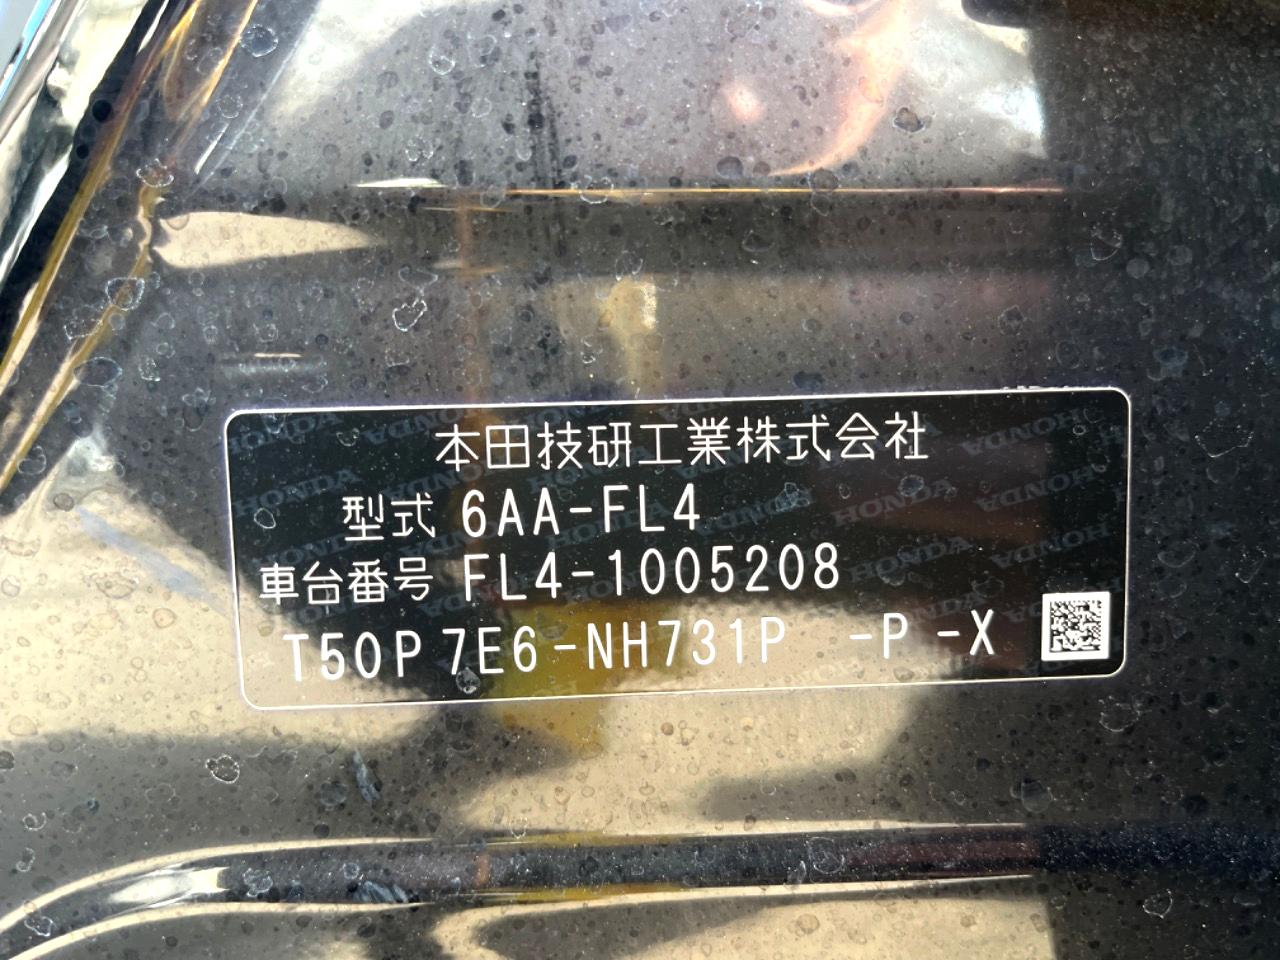 本田技研工業株式会社
型式 6AA-FL4
車台番号 FL4-1005208
T50P 7E6-NH731P -P -X